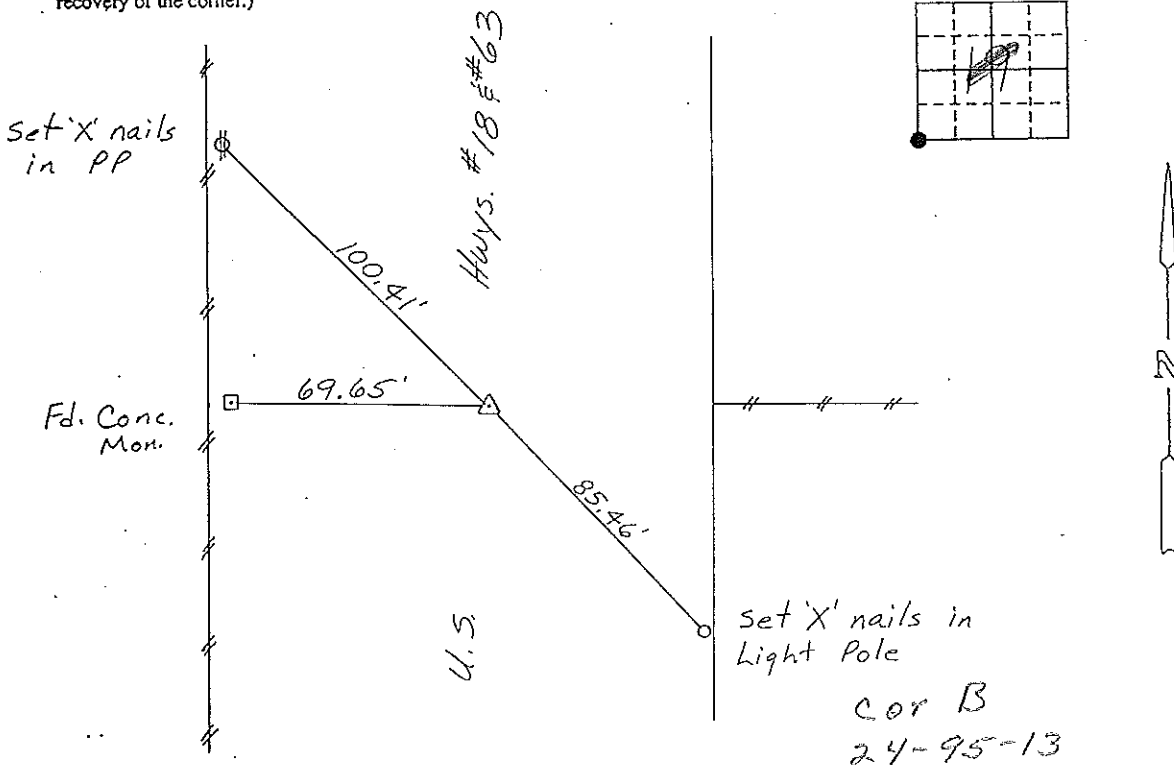 recovery of the corner.)
Set 'X' nails
in PP
Hwys. #18 & #63
100.41'
69.65'
Fd. Conc.
Mon.
85.46'
N
U.S.
set 'X' nails in
Light Pole
Cor B
24-95-13